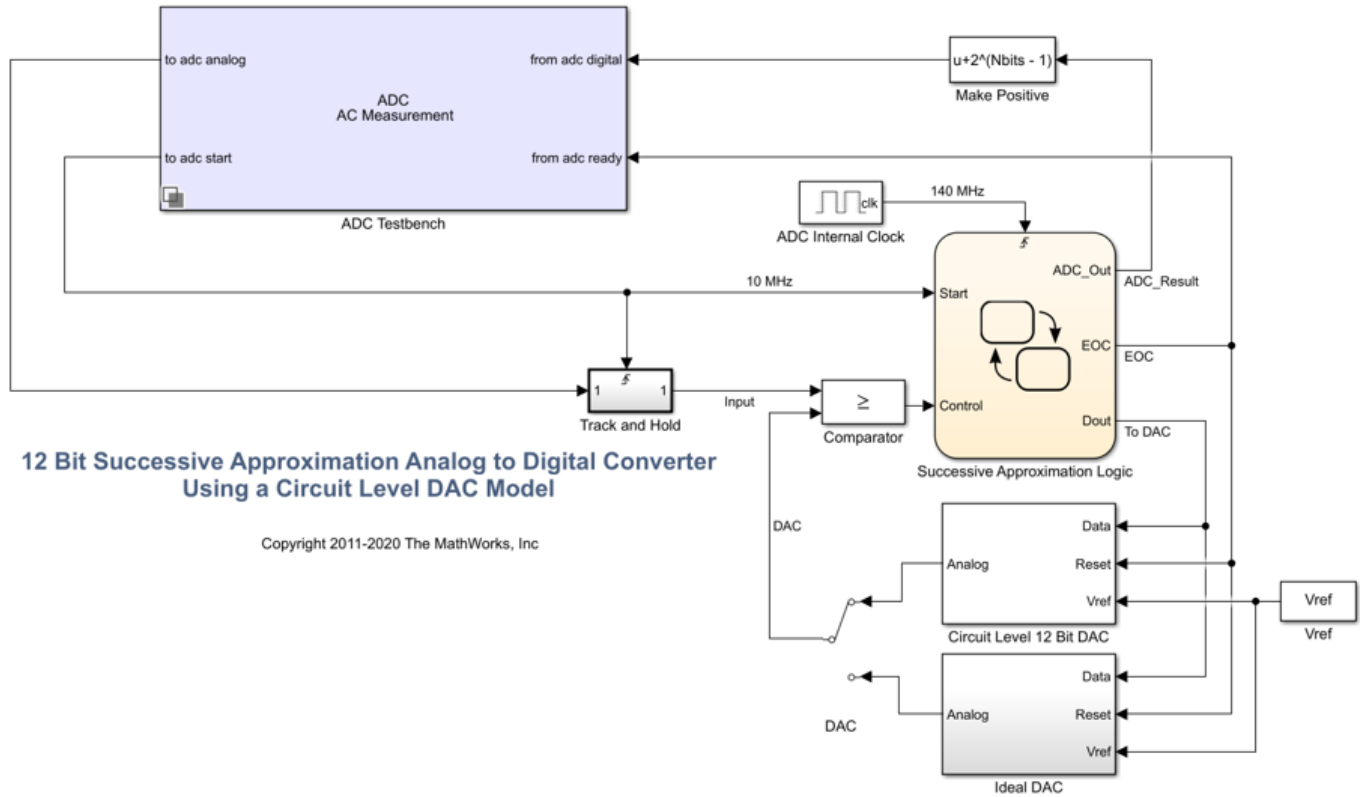 to adc analog
from adc digital
ADC
AC Measurement
to adc start
from adc ready
ADC Testbench
u+2^(Nbits - 1)
Make Positive
clk
ADC Internal Clock
140 MHz
10 MHz
Start
Control
ADC_Out
EOC
Dout
ADC_Result
EOC
To DAC
Successive Approximation Logic
1
1
Track and Hold
Input
≥
Comparator
12 Bit Successive Approximation Analog to Digital Converter
Using a Circuit Level DAC Model
Copyright 2011-2020 The MathWorks, Inc
DAC
DAC
Analog
Data
Reset
Vref
Circuit Level 12 Bit DAC
Vref
Vref
Analog
Data
Reset
Vref
Ideal DAC